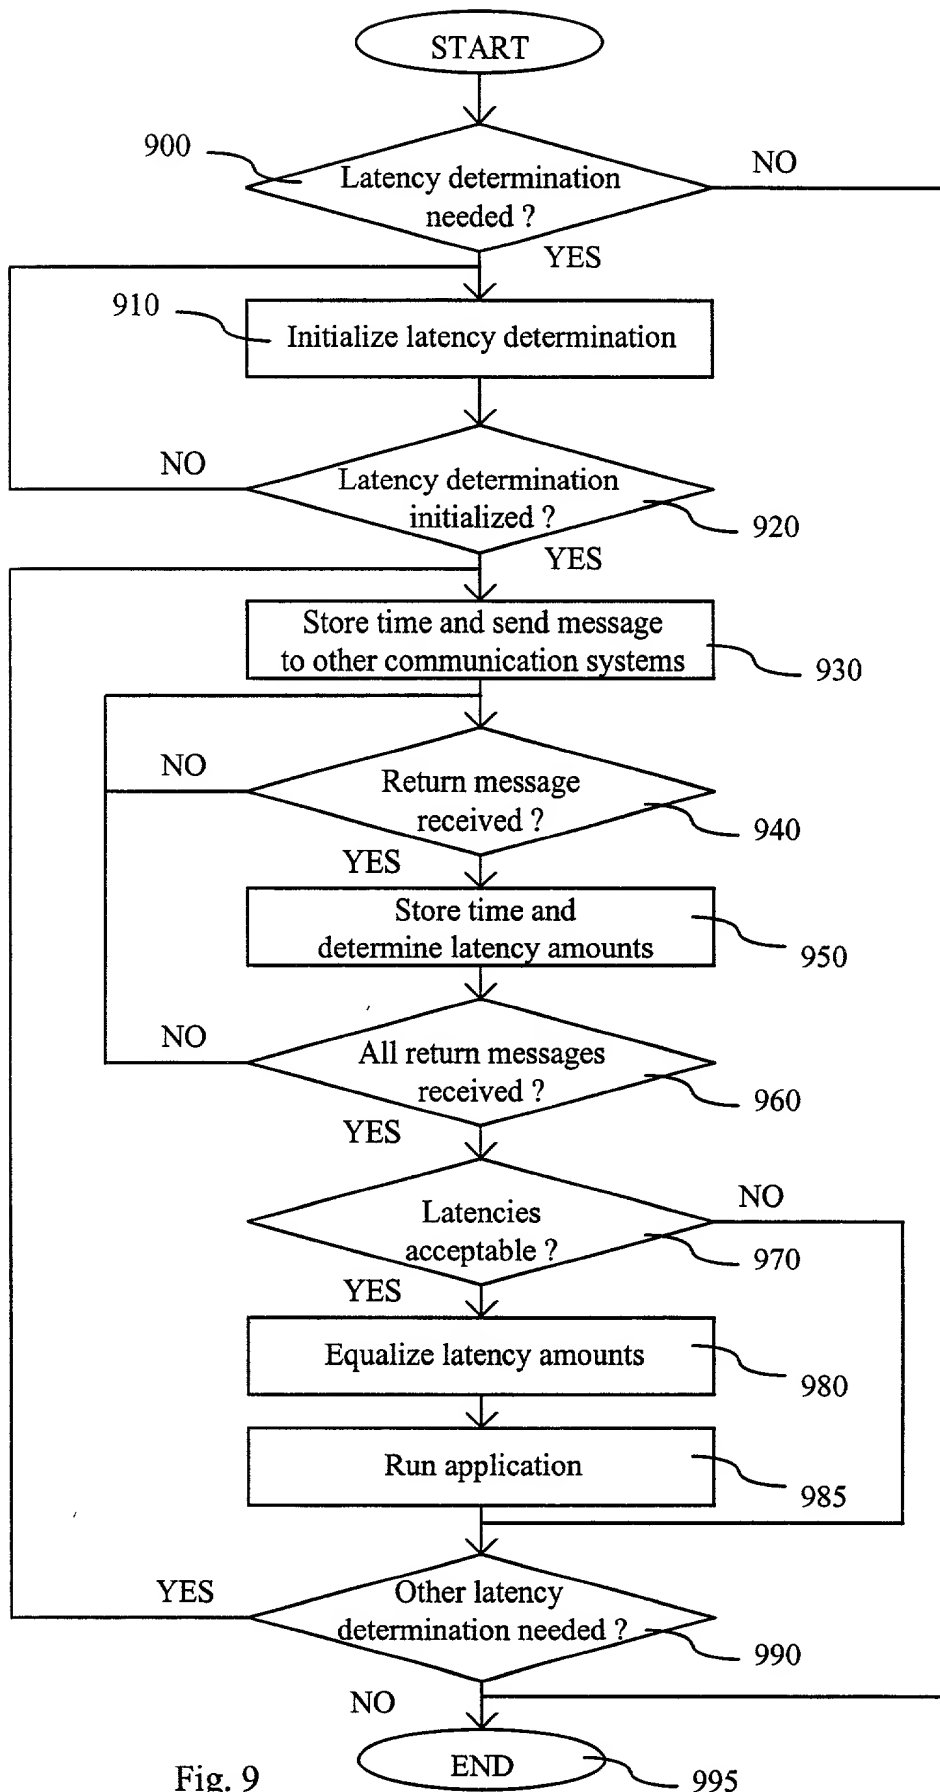 START
900
NO
Latency determination
needed ?
YES
910
Initialize latency determination
NO
Latency determination
initialized ?
920
YES
Store time and send message
to other communication systems
930
NO
Return message
received ?
940
YES
Store time and
determine latency amounts
950
NO
All return messages
received ?
960
YES
NO
Latencies
acceptable ?
970
YES
Equalize latency amounts
980
Run application
985
YES
Other latency
determination needed ?
990
NO
END
995
Fig. 9